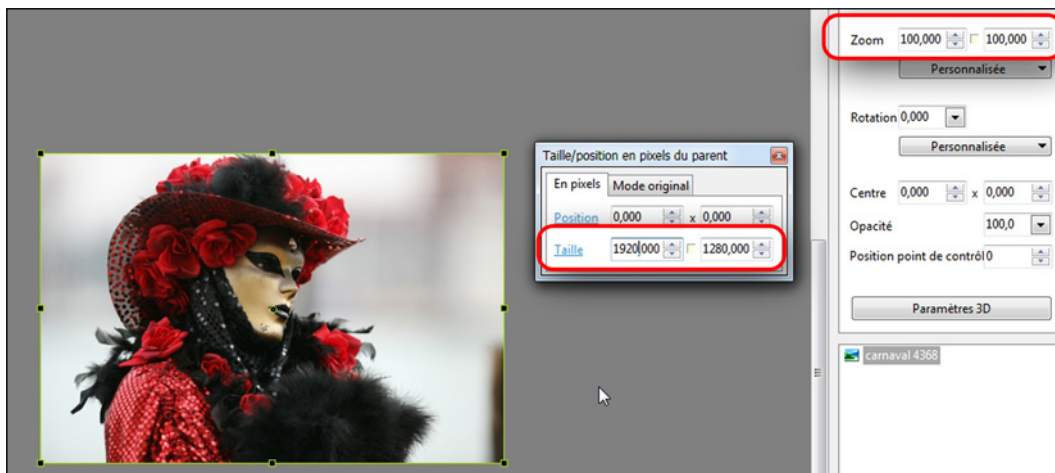 Zoom 100,000 100,000
Personnalisée
Rotation 0,000
Personnalisée
Taille/position en pixels du parent
En pixels Mode original
Position 0,000 x 0,000
Taille 1920,000 1280,000
Centre 0,000 x 0,000
Opacité 100,0
Position point de contrôl 0
Paramètres 3D
carnaval 4368